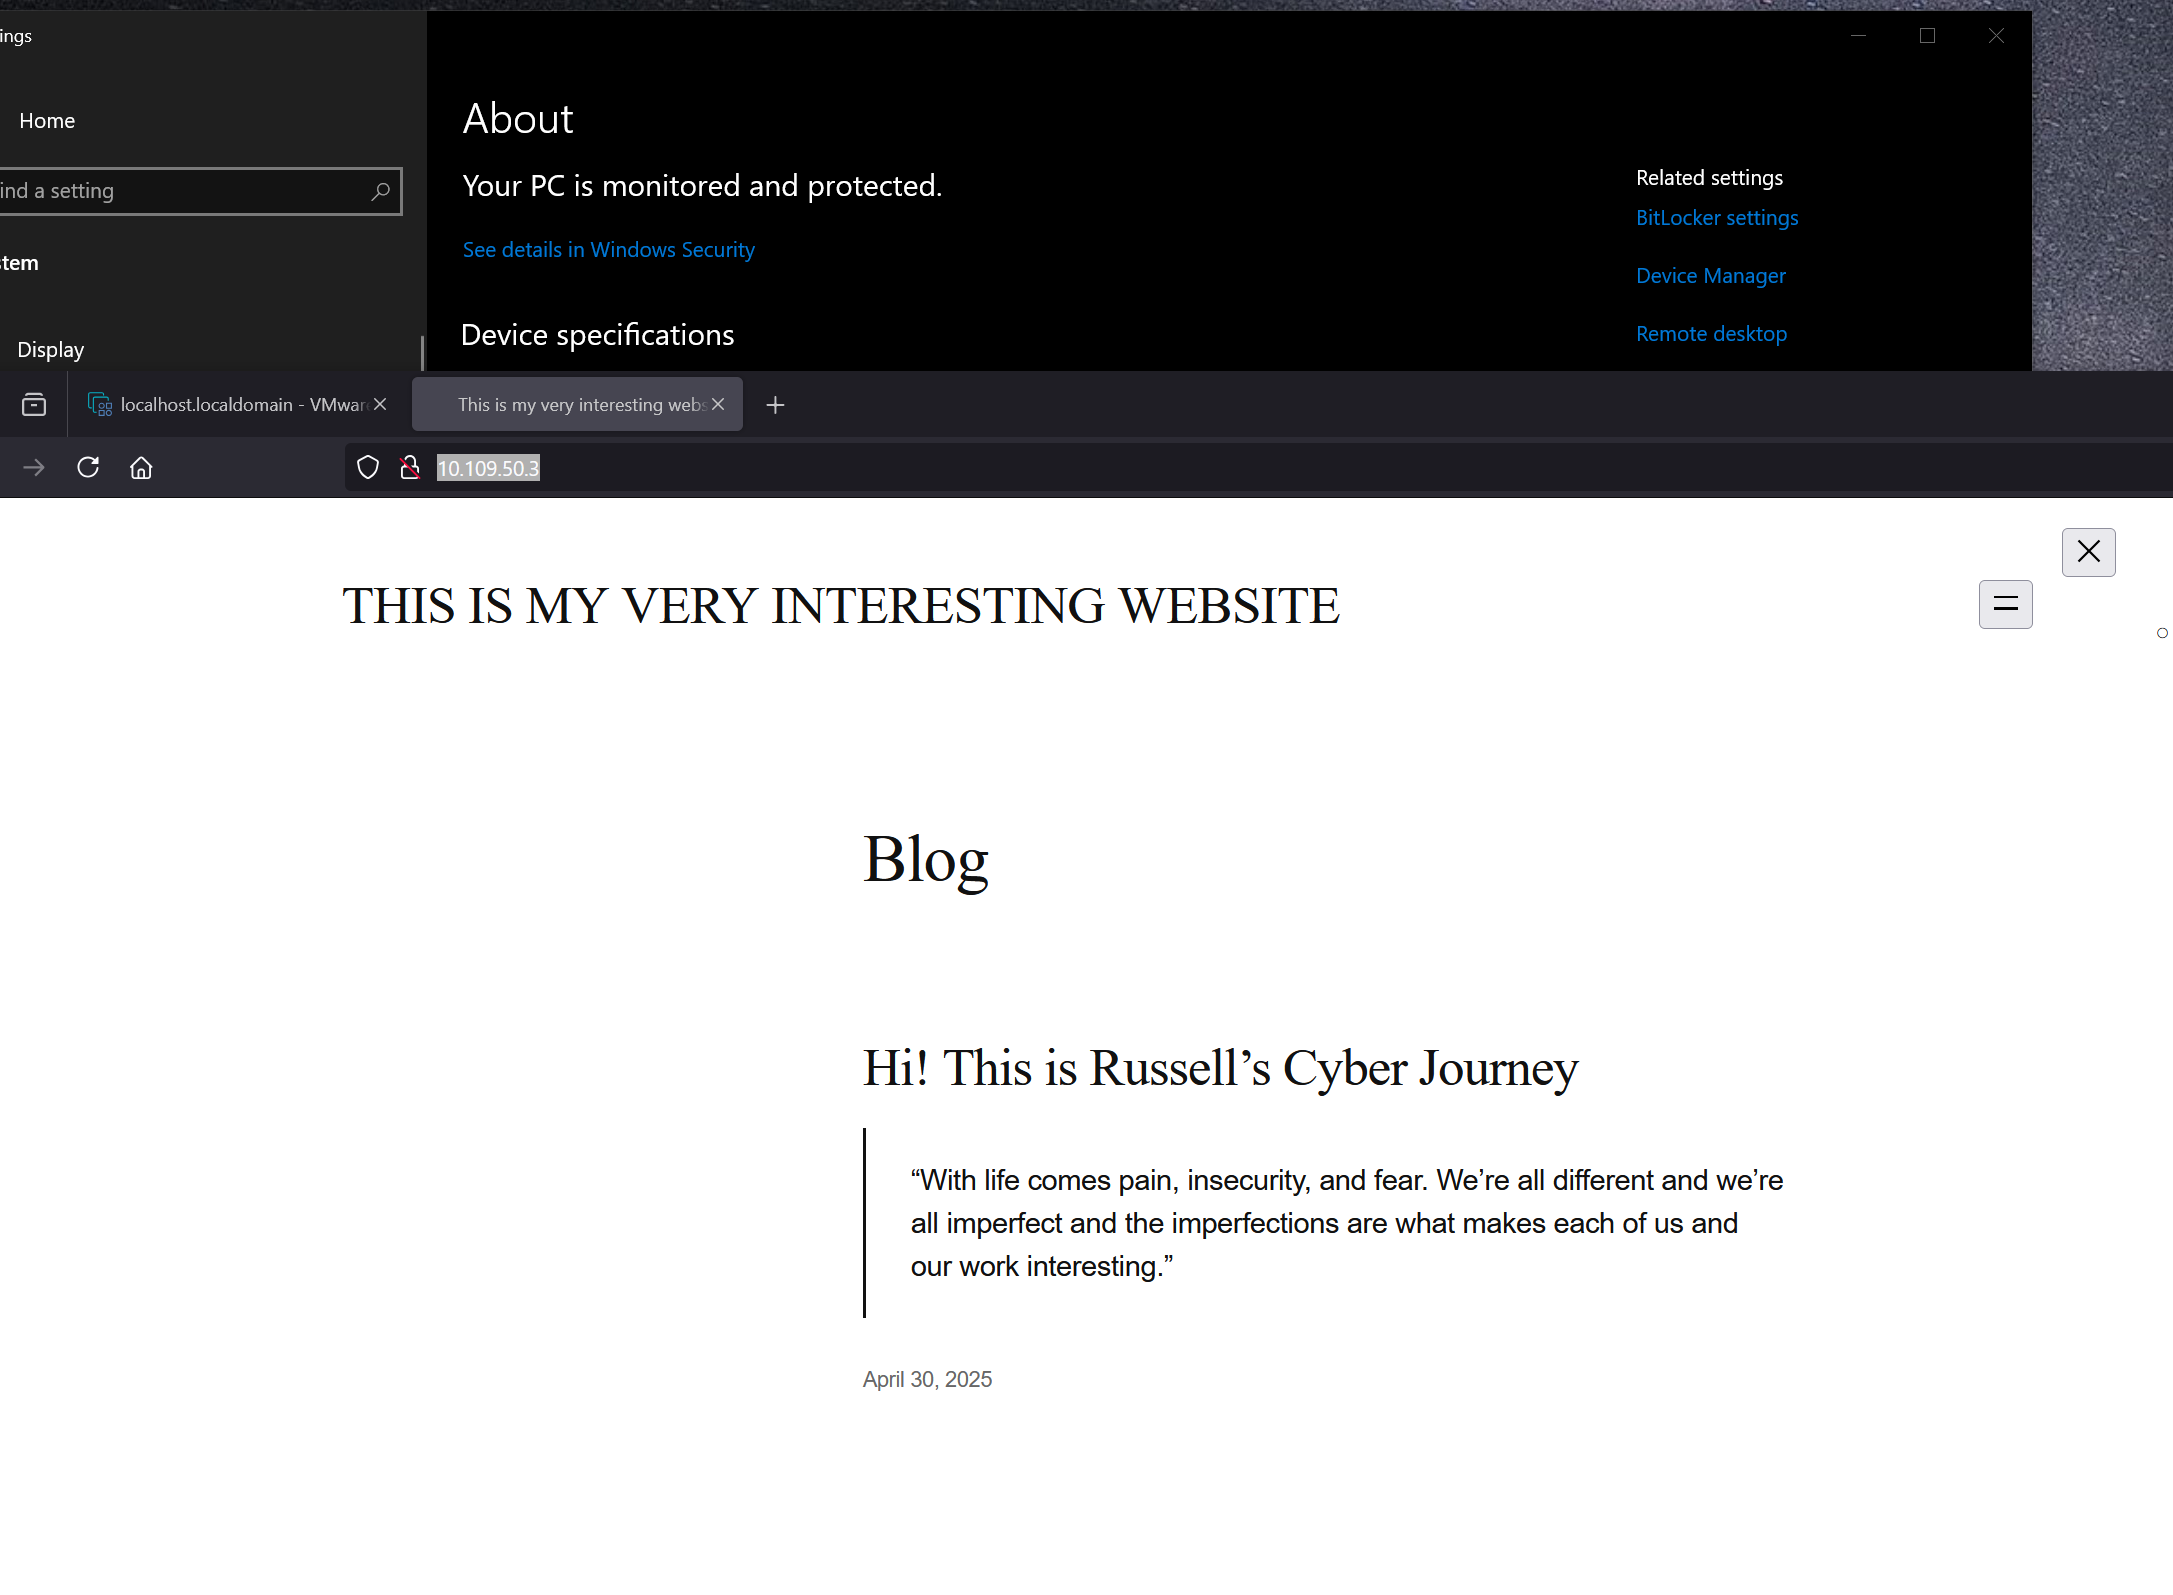 ings
Home
ind a setting
stem
Display
About
Your PC is monitored and protected.
See details in Windows Security
Device specifications
Related settings
BitLocker settings
Device Manager
Remote desktop
localhost.localdomain - VMwar
This is my very interesting webs
10.109.50.3
THIS IS MY VERY INTERESTING WEBSITE
Blog
Hi! This is Russell’s Cyber Journey
“With life comes pain, insecurity, and fear. We’re all different and we’re
all imperfect and the imperfections are what makes each of us and
our work interesting.”
April 30, 2025